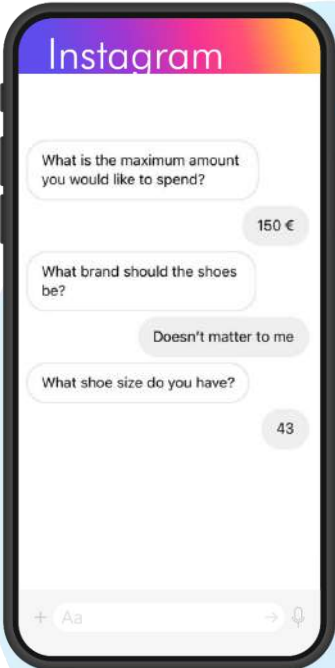 Instagram
What is the maximum amount
you would like to spend?
150 €
What brand should the shoes
be?
Doesn't matter to me
What shoe size do you have?
43
+ Aa